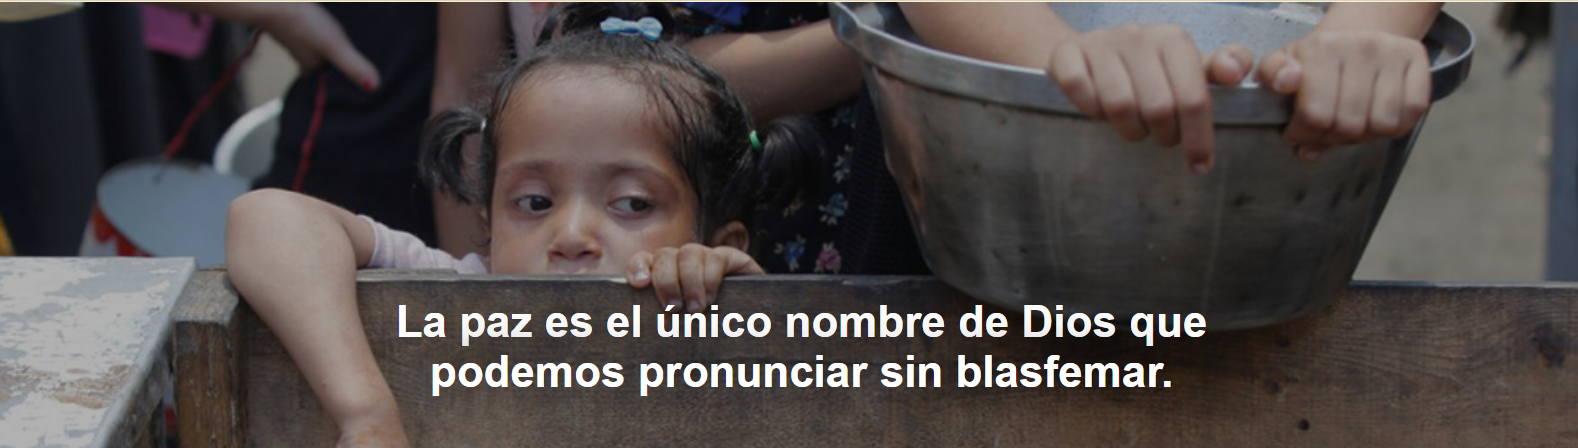 La paz es el único nombre de Dios que
podemos pronunciar sin blasfemar.